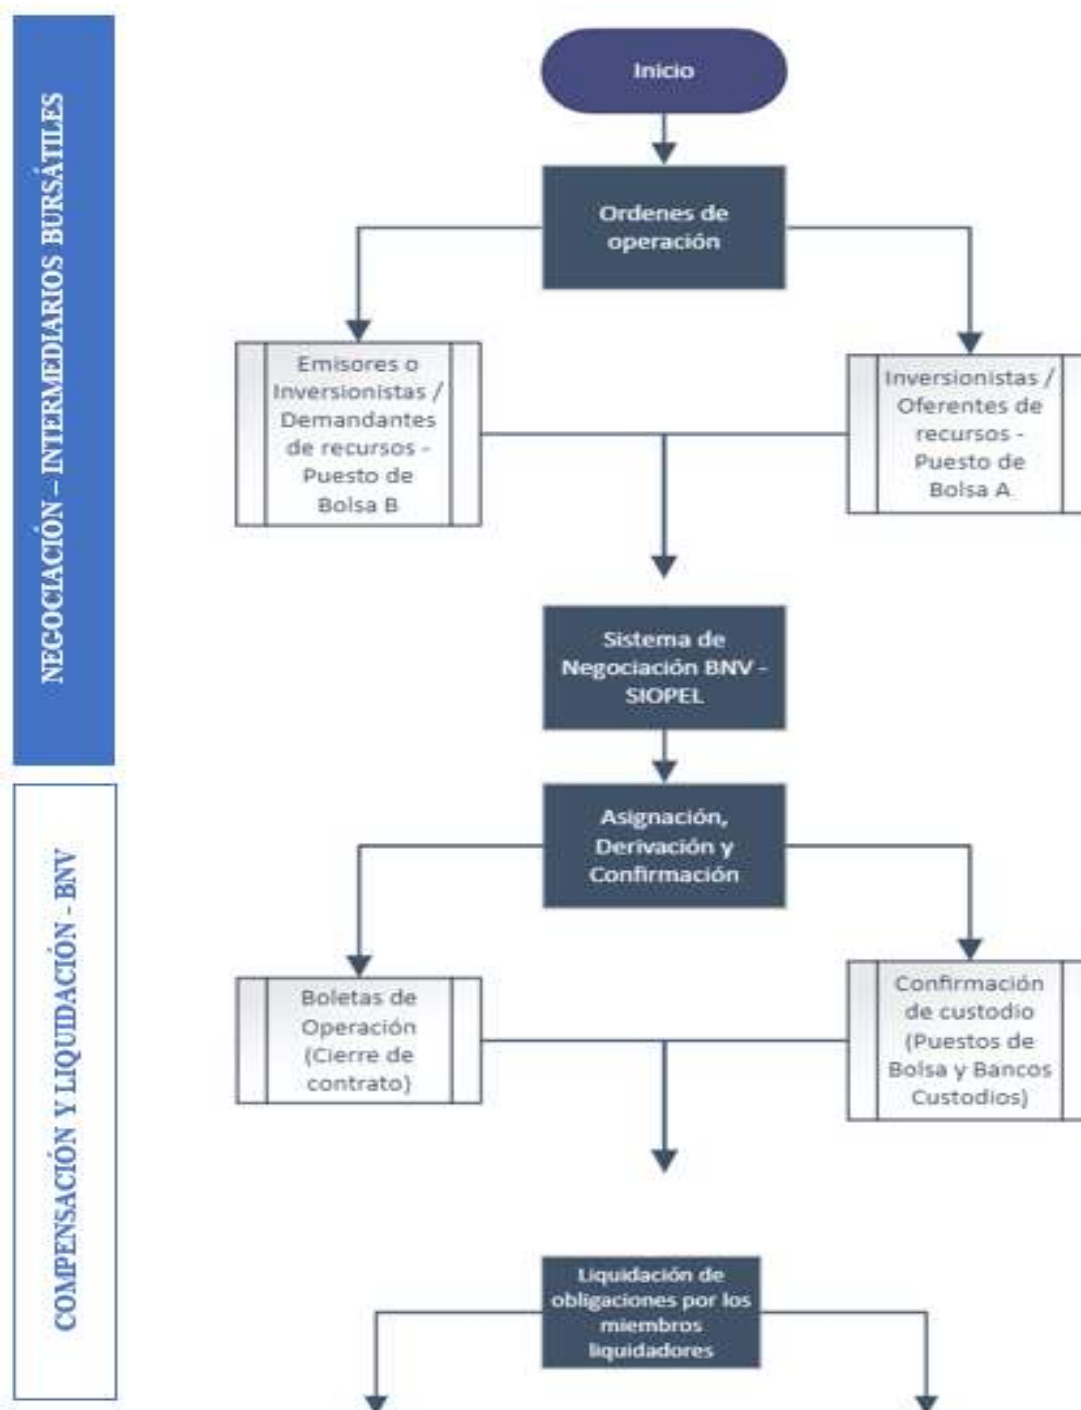 NEGOCIACIÓN – INTERMEDIARIOS BURSÁTILES
Inicio
Ordenes de
operación
Emisores o
Inversionistas /
Demandantes
de recursos -
Puesto de
Bolsa B
Inversionistas /
Oferentes de
recursos -
Puesto de
Bolsa A
Sistema de
Negociación BNV -
SIOPEL
COMPENSACIÓN Y LIQUIDACIÓN - BNV
Asignación,
Derivación y
Confirmación
Boletas de
Operación
(Cierre de
contrato)
Confirmación
de custodio
(Puestos de
Bolsa y Bancos
Custodios)
Liquidación de
obligaciones por los
miembros
liquidadores